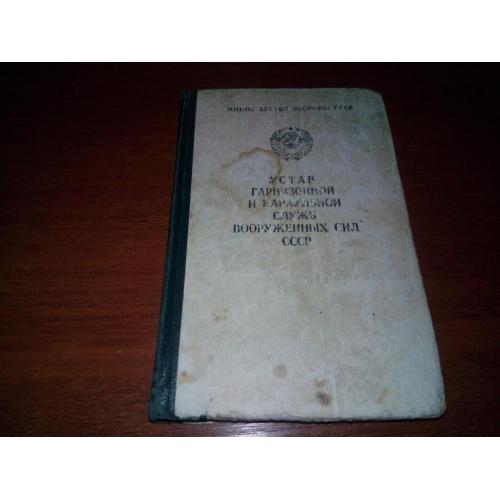 МИНИСТЕРСТВО ОБОРОНЫ СССР
УСТАВ
ГАРНИЗОННОЙ
И КАРАУЛЬНОЙ
СЛУЖБ
ВООРУЖЕННЫХ СИЛ
СССР